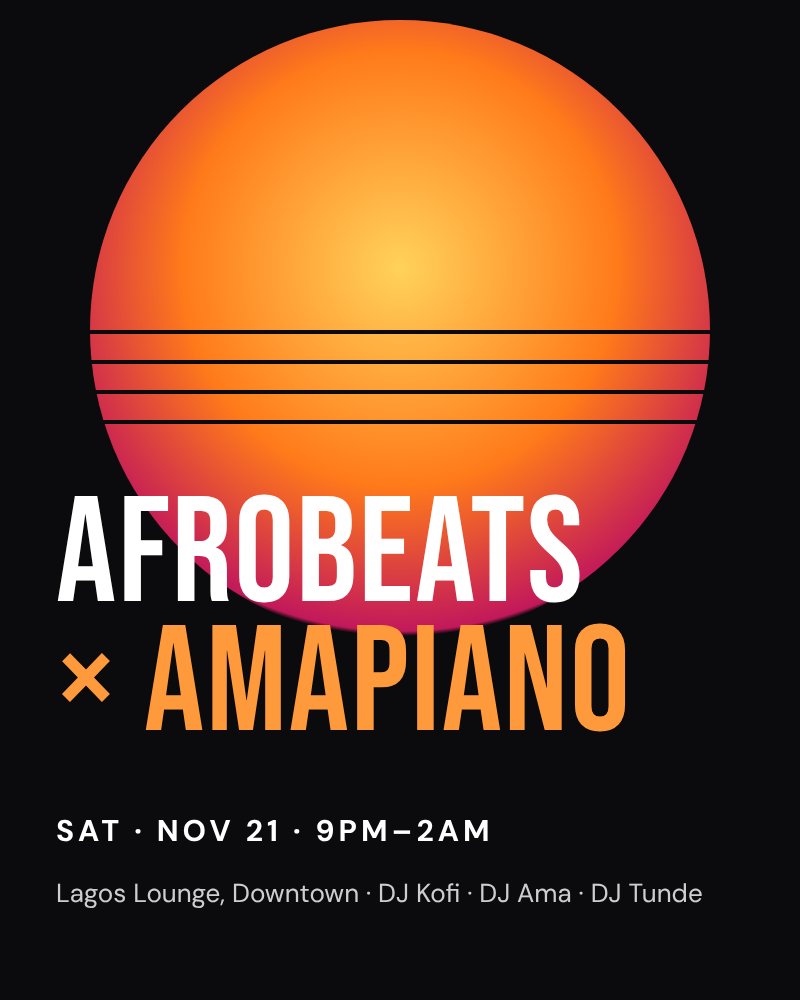 AFROBEATS
× AMAPIANO
SAT · NOV 21 · 9PM–2AM
Lagos Lounge, Downtown · DJ Kofi · DJ Ama · DJ Tunde